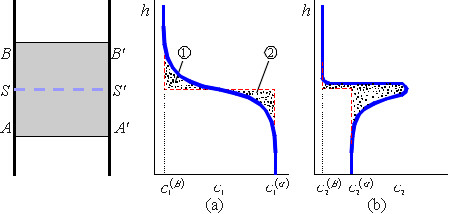 B B′
S S′
A A′
h
① ②
C₁⁽ᵝ⁾ C₁ C₁⁽ᵅ⁾
(a)
h
C₂⁽ᵝ⁾ C₂⁽ᵅ⁾ C₂
(b)